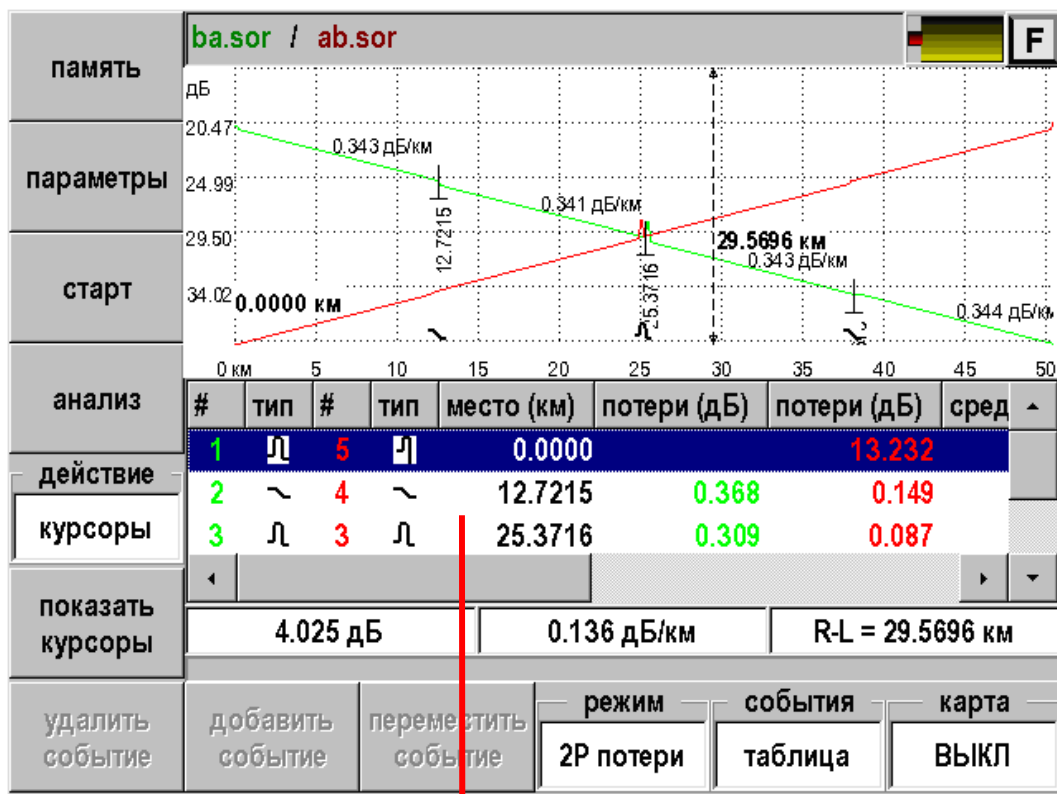 память
параметры
старт
анализ
действие
курсоры
показать
курсоры
удалить
событие
ba.sor / ab.sor
F
дБ
20.47
24.99
29.50
34.02
0.343 дБ/км
0.341 дБ/км
0.343 дБ/км
0.344 дБ/км
12.7215
25.3716
29.5696 км
0.0000 км
0 км 5 10 15 20 25 30 35 40 45 50
# тип # тип место (км) потери (дБ) потери (дБ) сред
1 5 0.0000 13.232
2 4 12.7215 0.368 0.149
3 3 25.3716 0.309 0.087
4.025 дБ 0.136 дБ/км R-L = 29.5696 км
добавить
событие
переместить
событие
режим
2P потери
события
таблица
карта
ВЫКЛ